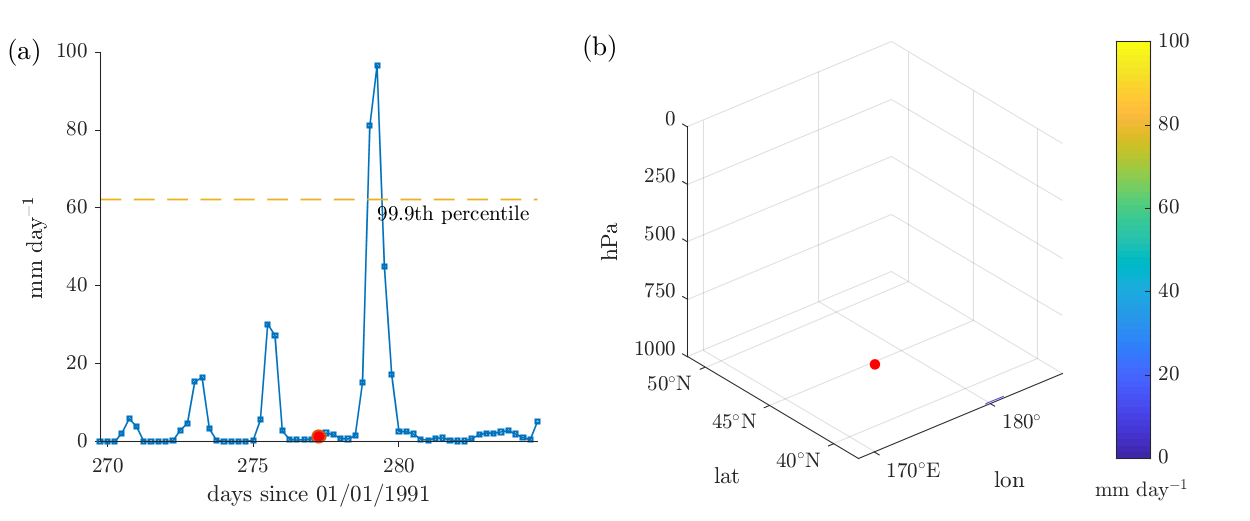 (a)
100
80
60
40
20
0
mm day⁻¹
99.9th percentile
270
275
280
days since 01/01/1991
(b)
0
250
500
750
1000
hPa
50°N
45°N
40°N
lat
170°E
180°
lon
100
80
60
40
20
0
mm day⁻¹